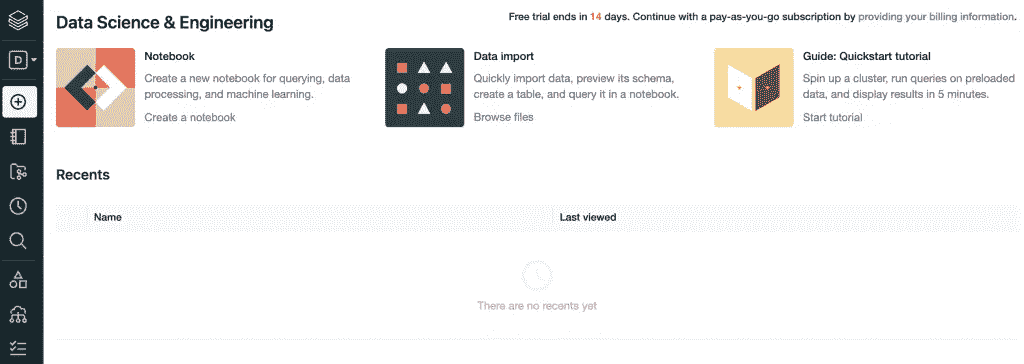 Data Science & Engineering
Free trial ends in 14 days. Continue with a pay-as-you-go subscription by providing your billing information.
D
Notebook
Create a new notebook for querying, data
processing, and machine learning.
Create a notebook
Data import
Quickly import data, preview its schema,
create a table, and query it in a notebook.
Browse files
Guide: Quickstart tutorial
Spin up a cluster, run queries on preloaded
data, and display results in 5 minutes.
Start tutorial
Recents
Name
Last viewed
There are no recents yet